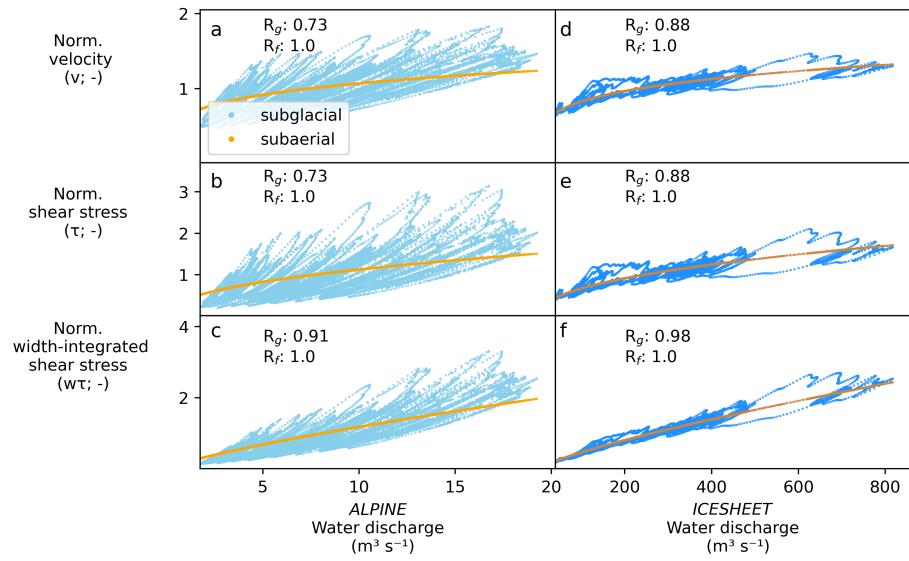 2
a
R_g: 0.73
R_f: 1.0
d
R_g: 0.88
R_f: 1.0
Norm.
velocity
(v; -)
1
subglacial
subaerial
b
R_g: 0.73
R_f: 1.0
e
R_g: 0.88
R_f: 1.0
3
Norm.
shear stress
(τ; -)
2
1
4
c
R_g: 0.91
R_f: 1.0
f
R_g: 0.98
R_f: 1.0
Norm.
width-integrated
shear stress
(wτ; -)
2
5 10 15 20 200 400 600 800
ALPINE
Water discharge
(m³ s⁻¹)
ICESHEET
Water discharge
(m³ s⁻¹)